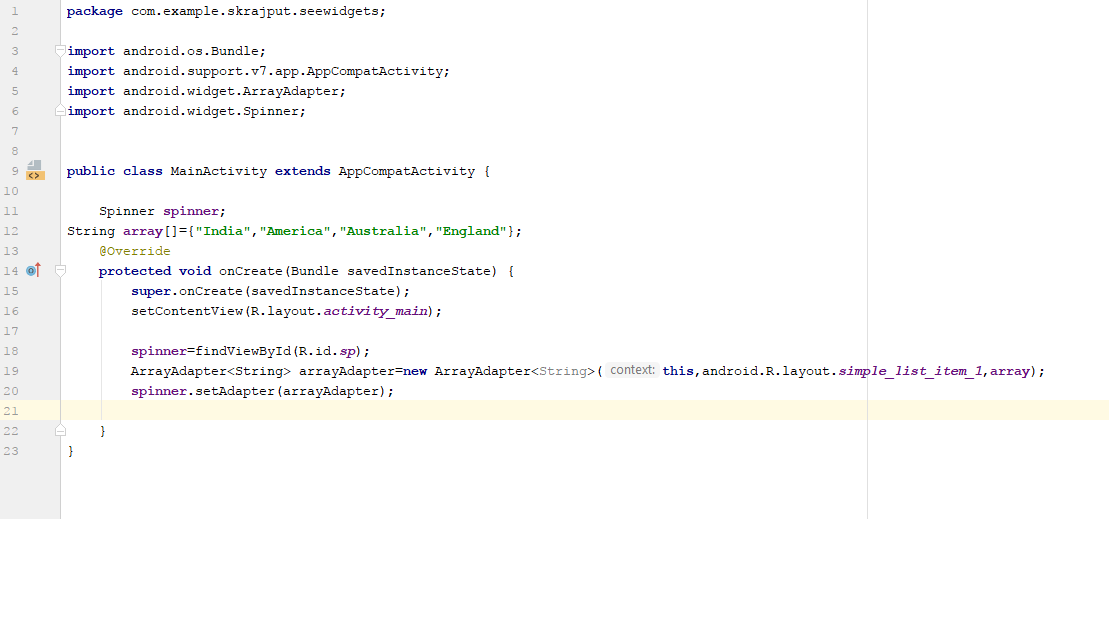 1 package com.example.skrajput.seewidgets;
2
3 import android.os.Bundle;
4 import android.support.v7.app.AppCompatActivity;
5 import android.widget.ArrayAdapter;
6 import android.widget.Spinner;
7
8
9 <> public class MainActivity extends AppCompatActivity {
10
11     Spinner spinner;
12 String array[]={"India","America","Australia","England"};
13     @Override
14     protected void onCreate(Bundle savedInstanceState) {
15         super.onCreate(savedInstanceState);
16         setContentView(R.layout.activity_main);
17
18         spinner=findViewById(R.id.sp);
19         ArrayAdapter<String> arrayAdapter=new ArrayAdapter<String>( context: this,android.R.layout.simple_list_item_1,array);
20         spinner.setAdapter(arrayAdapter);
21
22     }
23 }